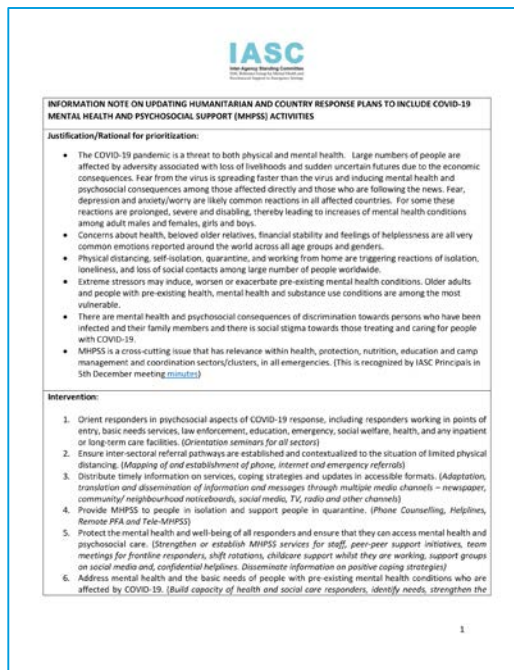 IASC
Inter-Agency Standing Committee
INFORMATION NOTE ON UPDATING HUMANITARIAN AND COUNTRY RESPONSE PLANS TO INCLUDE COVID-19
MENTAL HEALTH AND PSYCHOSOCIAL SUPPORT (MHPSS) ACTIVIITIES
Justification/Rational for prioritization:
• The COVID-19 pandemic is a threat to both physical and mental health. Large numbers of people are
affected by adversity associated with loss of livelihoods and sudden uncertain futures due to the economic
consequences. Fear from the virus is spreading faster than the virus and inducing mental health and
psychosocial consequences among those affected directly and those who are following the news. Fear,
depression and anxiety/worry are likely common reactions in all affected countries. For some these
reactions are prolonged, severe and disabling, thereby leading to increases of mental health conditions
among adult males and females, girls and boys.
• Concerns about health, beloved older relatives, financial stability and feelings of helplessness are all very
common emotions reported around the world across all age groups and genders.
• Physical distancing, self-isolation, quarantine, and working from home are triggering reactions of isolation,
loneliness, and loss of social contacts among large number of people worldwide.
• Extreme stressors may induce, worsen or exacerbate pre-existing mental health conditions. Older adults
and people with pre-existing health, mental health and substance use conditions are among the most
vulnerable.
• There are mental health and psychosocial consequences of discrimination towards persons who have been
infected and their family members and there is social stigma towards those treating and caring for people
with COVID-19.
• MHPSS is a cross-cutting issue that has relevance within health, protection, nutrition, education and camp
management and coordination sectors/clusters, in all emergencies. (This is recognized by IASC Principals in
5th December meeting minutes)
Intervention:
1. Orient responders in psychosocial aspects of COVID-19 response, including responders working in points of
entry, basic needs services, law enforcement, education, emergency, social welfare, health, and any inpatient
or long-term care facilities. (Orientation seminars for all sectors)
2. Ensure inter-sectoral referral pathways are established and contextualized to the situation of limited physical
distancing. (Mapping of and establishment of phone, internet and emergency referrals)
3. Distribute timely information on services, coping strategies and updates in accessible formats. (Adaptation,
translation and dissemination of information and messages through multiple media channels – newspaper,
community/ neighbourhood noticeboards, social media, TV, radio and other channels)
4. Provide MHPSS to people in isolation and support people in quarantine. (Phone Counselling, Helplines,
Remote PFA and Tele-MHPSS)
5. Protect the mental health and well-being of all responders and ensure that they can access mental health and
psychosocial care. (Strengthen or establish MHPSS services for staff, peer-peer support initiatives, team
meetings for frontline responders, shift rotations, childcare support whilst they are working, support groups
on social media and, confidential helplines. Disseminate information on positive coping strategies)
6. Address mental health and the basic needs of people with pre-existing mental health conditions who are
affected by COVID-19. (Build capacity of health and social care responders, identify needs, strengthen the
1